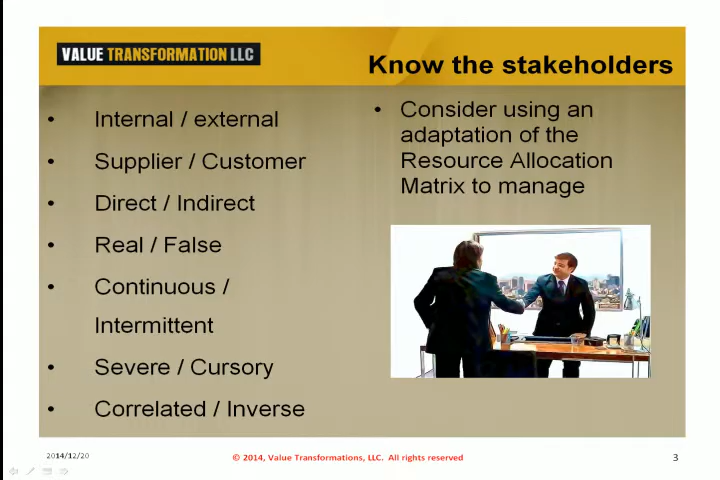 VALUE TRANSFORMATION LLC
Know the stakeholders
• Internal / external
• Supplier / Customer
• Direct / Indirect
• Real / False
• Continuous /
Intermittent
• Severe / Cursory
• Correlated / Inverse
• Consider using an
adaptation of the
Resource Allocation
Matrix to manage
2014/12/20
© 2014, Value Transformations, LLC. All rights reserved
3